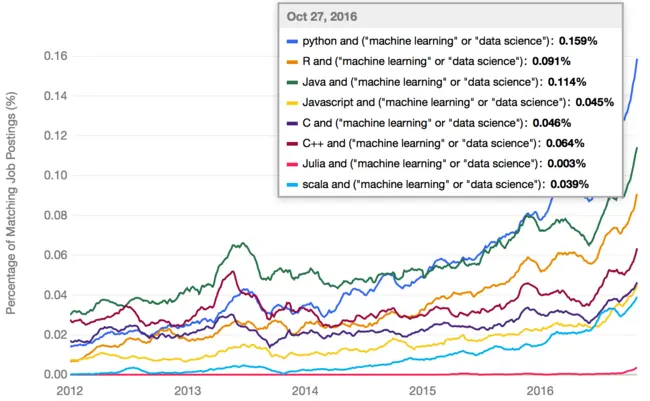 Oct 27, 2016
python and ("machine learning" or "data science"): 0.159%
R and ("machine learning" or "data science"): 0.091%
Java and ("machine learning" or "data science"): 0.114%
Javascript and ("machine learning" or "data science"): 0.045%
C and ("machine learning" or "data science"): 0.046%
C++ and ("machine learning" or "data science"): 0.064%
Julia and ("machine learning" or "data science"): 0.003%
scala and ("machine learning" or "data science"): 0.039%
Percentage of Matching Job Postings (%)
0.16
0.14
0.12
0.10
0.08
0.06
0.04
0.02
0.00
2012 2013 2014 2015 2016